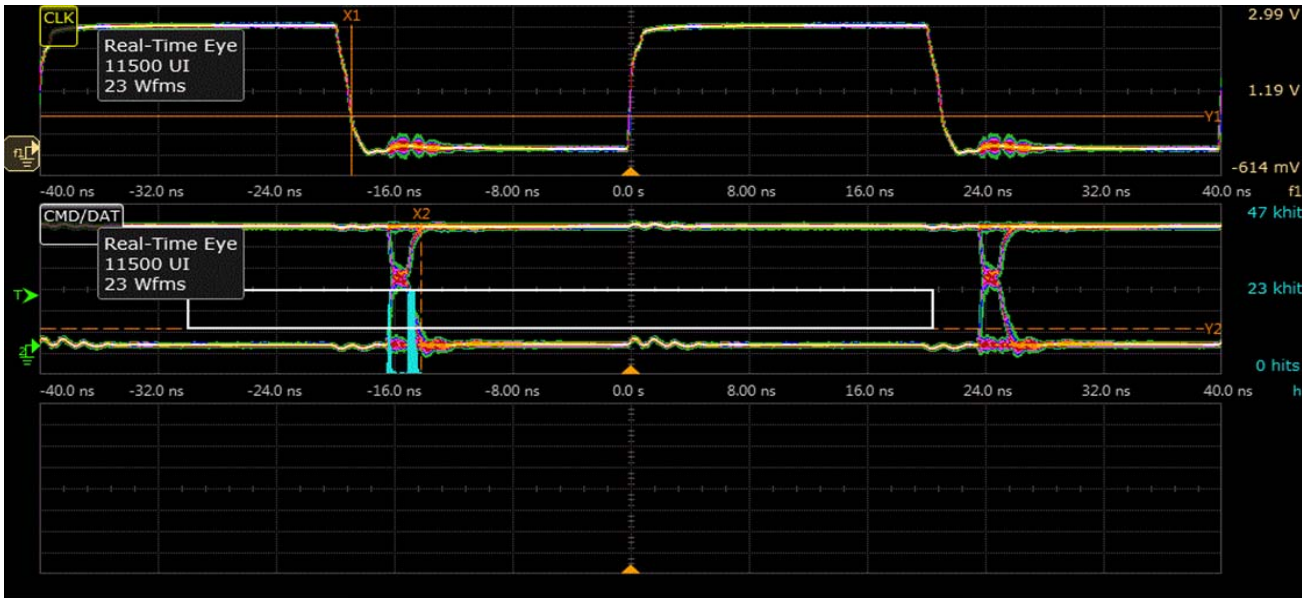 CLK
X1
2.99 V
Real-Time Eye
11500 UI
23 Wfms
1.19 V
Y1
f1
-614 mV
-40.0 ns -32.0 ns -24.0 ns -16.0 ns -8.00 ns 0.0 s 8.00 ns 16.0 ns 24.0 ns 32.0 ns 40.0 ns f1
CMD/DAT
X2
47 khit
Real-Time Eye
11500 UI
23 Wfms
T
23 khit
Y2
2
0 hits
-40.0 ns -32.0 ns -24.0 ns -16.0 ns -8.00 ns 0.0 s 8.00 ns 16.0 ns 24.0 ns 32.0 ns 40.0 ns h